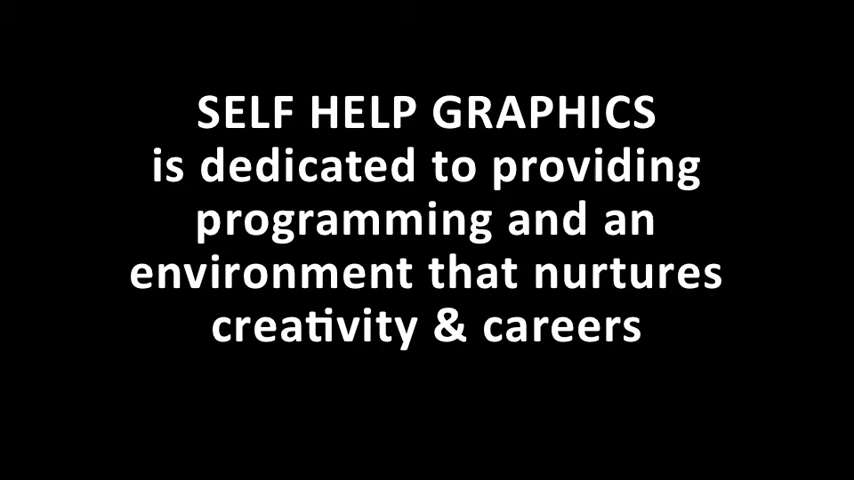 SELF HELP GRAPHICS
is dedicated to providing
programming and an
environment that nurtures
creativity & careers